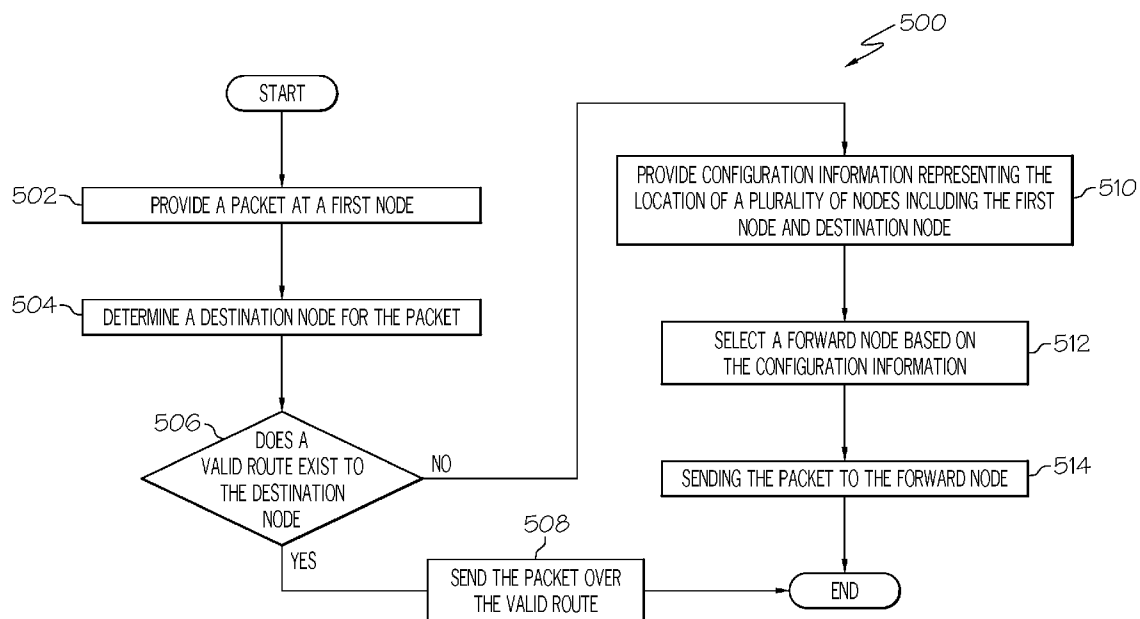 500
START
502
PROVIDE A PACKET AT A FIRST NODE
504
DETERMINE A DESTINATION NODE FOR THE PACKET
506
DOES A
VALID ROUTE EXIST TO
THE DESTINATION
NODE
NO
YES
508
SEND THE PACKET OVER
THE VALID ROUTE
PROVIDE CONFIGURATION INFORMATION REPRESENTING THE
LOCATION OF A PLURALITY OF NODES INCLUDING THE FIRST
NODE AND DESTINATION NODE
510
SELECT A FORWARD NODE BASED ON
THE CONFIGURATION INFORMATION
512
SENDING THE PACKET TO THE FORWARD NODE
514
END